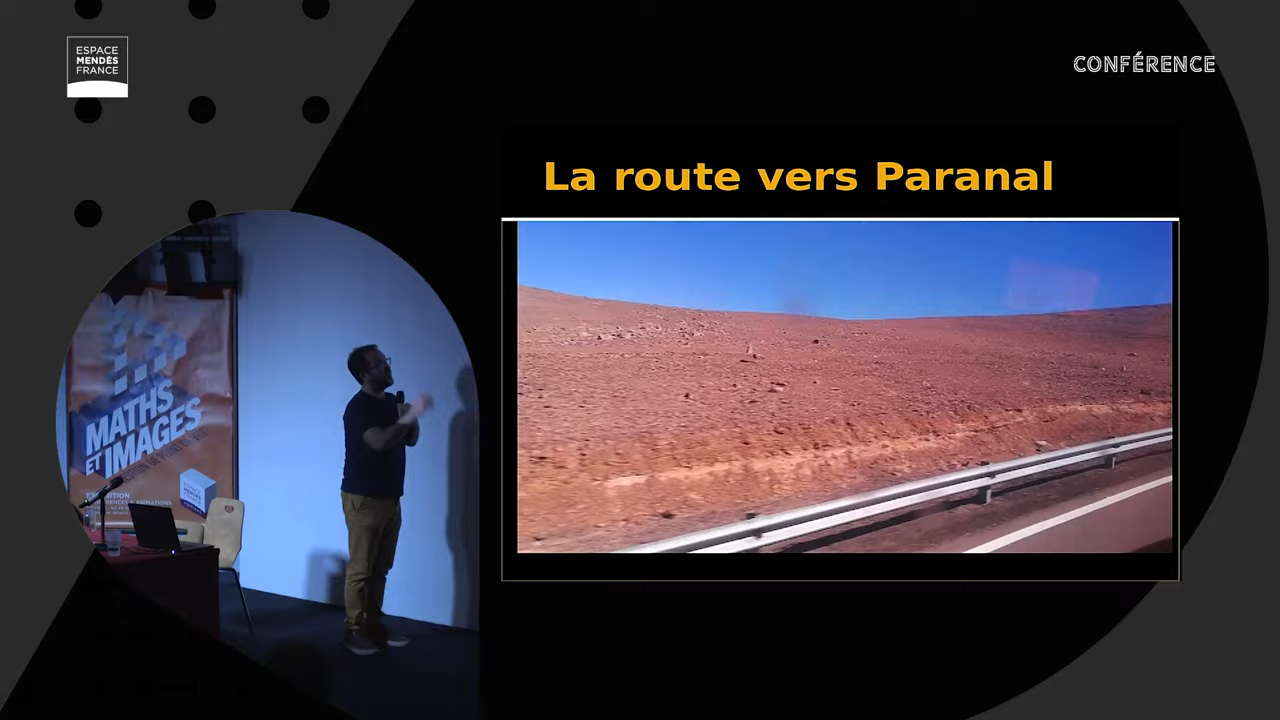 ESPACE
MENDÈS
FRANCE
CONFÉRENCE
La route vers Paranal
MATHS
ET IMAGES